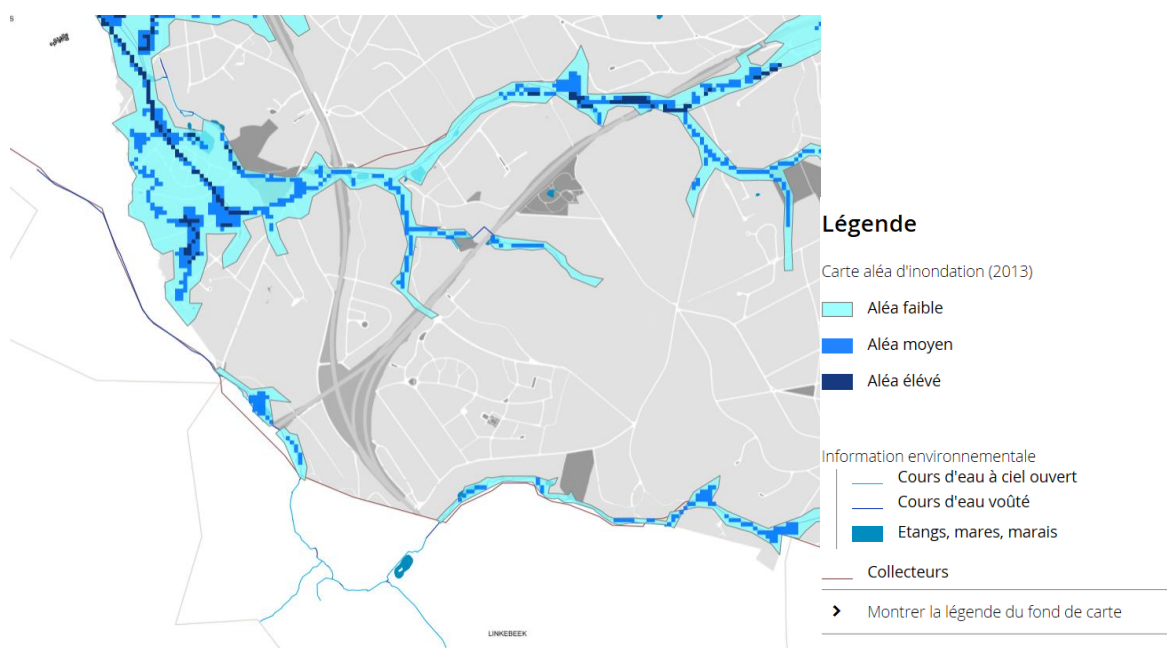 S
LINKEBEEK
Légende
Carte aléa d'inondation (2013)
Aléa faible
Aléa moyen
Aléa élévé
Information environnementale
Cours d'eau à ciel ouvert
Cours d'eau voûté
Etangs, mares, marais
Collecteurs
Montrer la légende du fond de carte